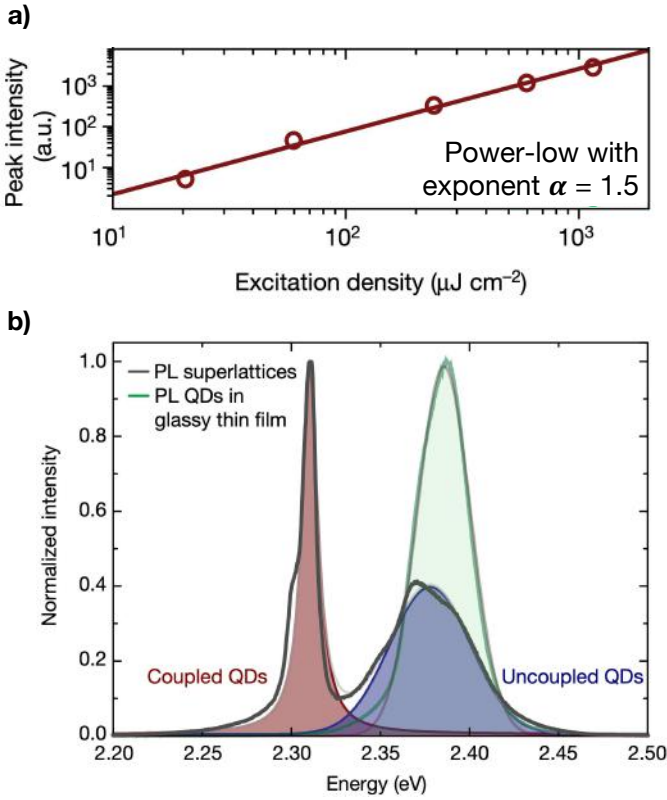 a)
Peak intensity
(a.u.)
10³
10²
10¹
Power-low with
exponent α = 1.5
10¹
10²
10³
Excitation density (μJ cm⁻²)
b)
Normalized intensity
1.0
0.8
0.6
0.4
0.2
0.0
PL superlattices
PL QDs in
glassy thin film
Coupled QDs
Uncoupled QDs
2.20
2.25
2.30
2.35
2.40
2.45
2.50
Energy (eV)